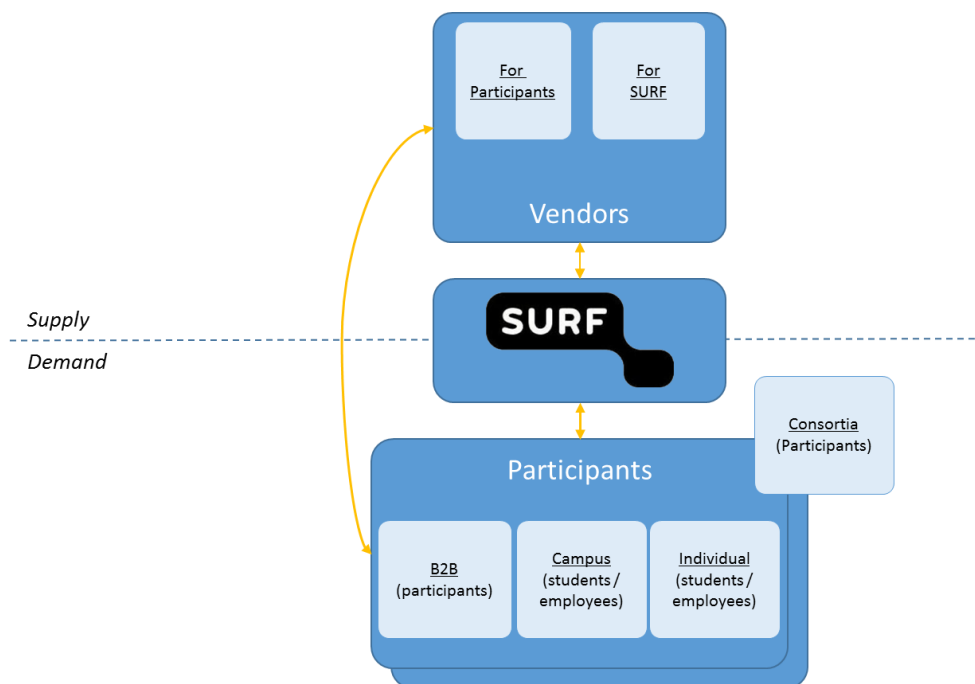 For
Participants
For
SURF
Vendors
SURF
Supply
Demand
Consortia
(Participants)
Participants
B2B
(participants)
Campus
(students /
employees)
Individual
(students /
employees)